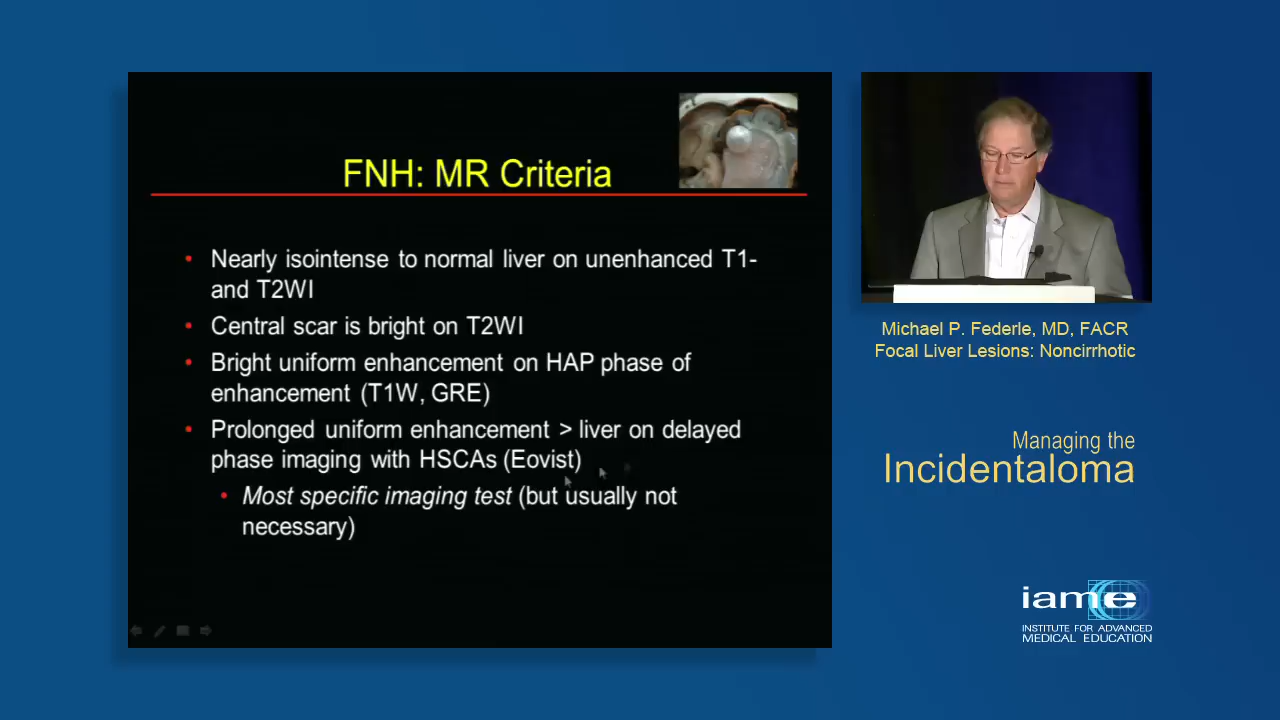 FNH: MR Criteria
• Nearly isointense to normal liver on unenhanced T1-
and T2WI
• Central scar is bright on T2WI
• Bright uniform enhancement on HAP phase of
enhancement (T1W, GRE)
• Prolonged uniform enhancement > liver on delayed
phase imaging with HSCAs (Eovist)
• Most specific imaging test (but usually not
necessary)
Michael P. Federle, MD, FACR
Focal Liver Lesions: Noncirrhotic
Managing the
Incidentaloma
iame
INSTITUTE FOR ADVANCED
MEDICAL EDUCATION